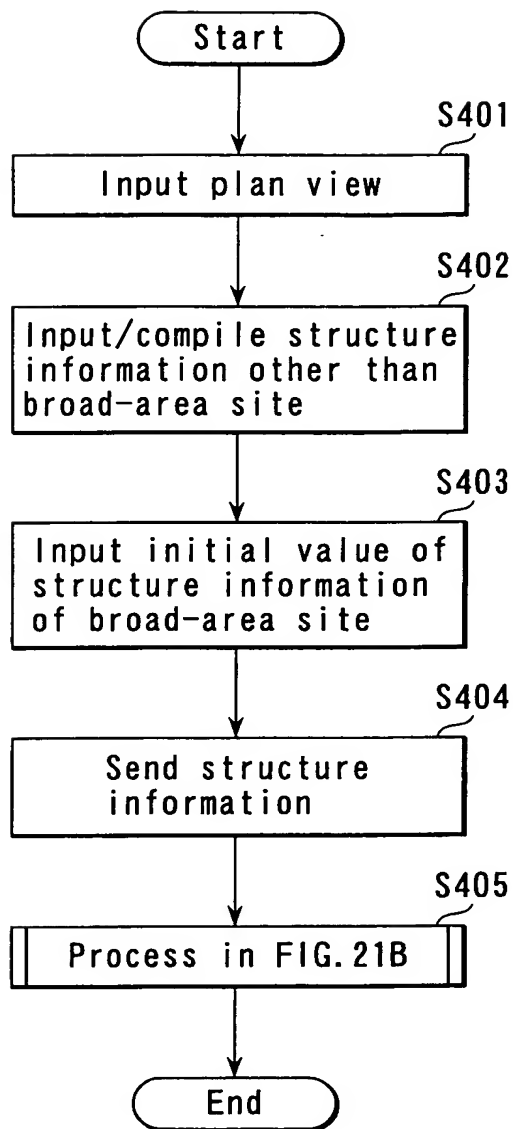 Start
S401
Input plan view
S402
Input/compile structure
information other than
broad-area site
S403
Input initial value of
structure information
of broad-area site
S404
Send structure
information
S405
Process in FIG.21B
End